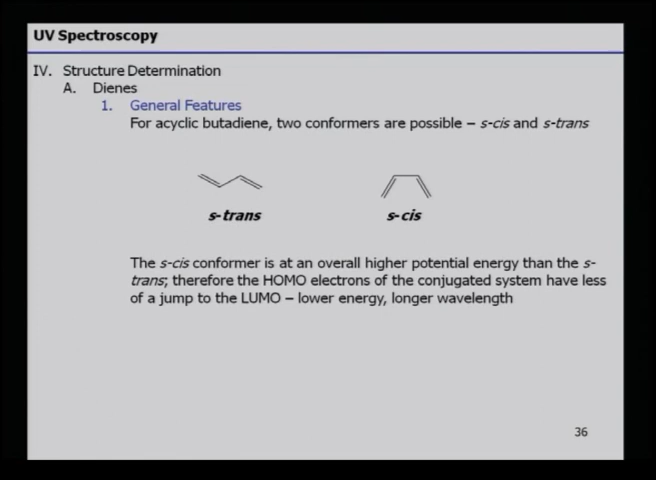 UV Spectroscopy
IV. Structure Determination
A. Dienes
1. General Features
For acyclic butadiene, two conformers are possible – s-cis and s-trans
s-trans s-cis
The s-cis conformer is at an overall higher potential energy than the s-
trans; therefore the HOMO electrons of the conjugated system have less
of a jump to the LUMO – lower energy, longer wavelength
36